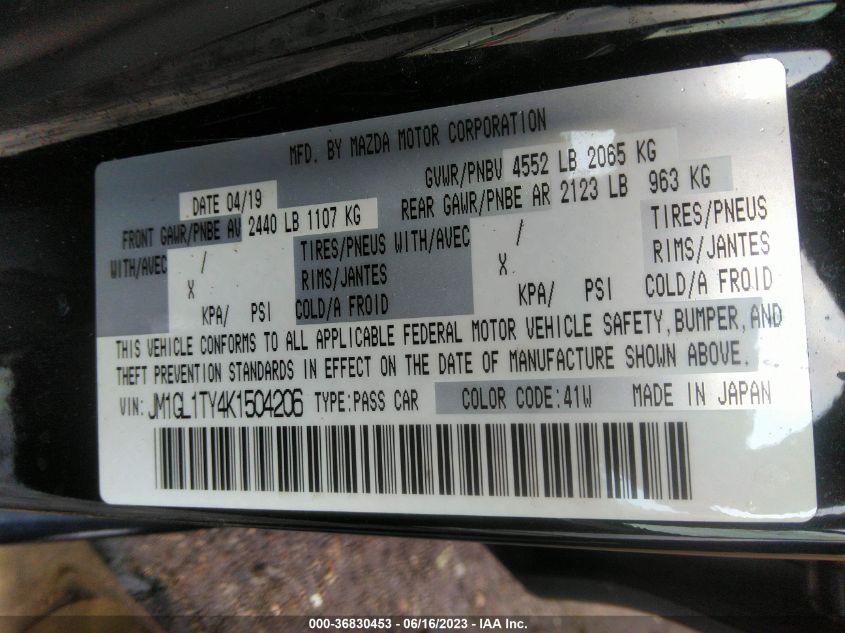 MFD. BY MAZDA MOTOR CORPORATION
DATE 04/19 GVWR/PNBV 4552 LB 2065 KG
FRONT GAWR/PNBE AV 2440 LB 1107 KG REAR GAWR/PNBE AR 2123 LB 963 KG
WITH/AVEC / TIRES/PNEUS WITH/AVEC / TIRES/PNEUS
X RIMS/JANTES X RIMS/JANTES
KPA/ PSI COLD/A FROID KPA/ PSI COLD/A FROID
THIS VEHICLE CONFORMS TO ALL APPLICABLE FEDERAL MOTOR VEHICLE SAFETY, BUMPER, AND
THEFT PREVENTION STANDARDS IN EFFECT ON THE DATE OF MANUFACTURE SHOWN ABOVE.
VIN: JM1GL1TY4K1504206 TYPE: PASS CAR COLOR CODE: 41W MADE IN JAPAN
000-36830453 - 06/16/2023 - IAA Inc.